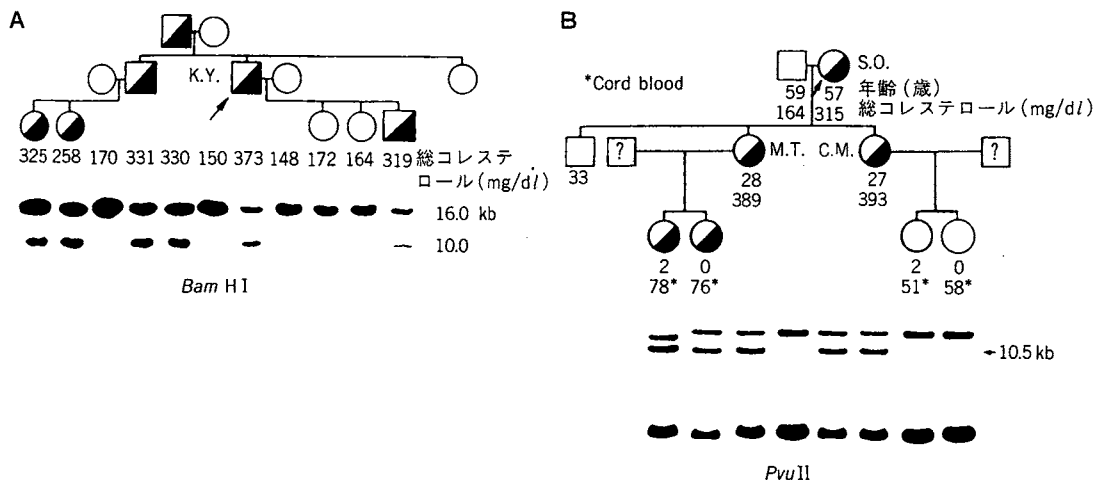 A
K.Y.
325 258 170 331 330 150 373 148 172 164 319 総コレステ
ロール(mg/dl)
16.0 kb
10.0
Bam H I
B
*Cord blood
S.O.
59 57 年齢(歳)
164 315 総コレステロール(mg/dl)
? M.T. C.M. ?
33 28 27
389 393
2 0 2 0
78* 76* 51* 58*
←10.5 kb
Pvu II